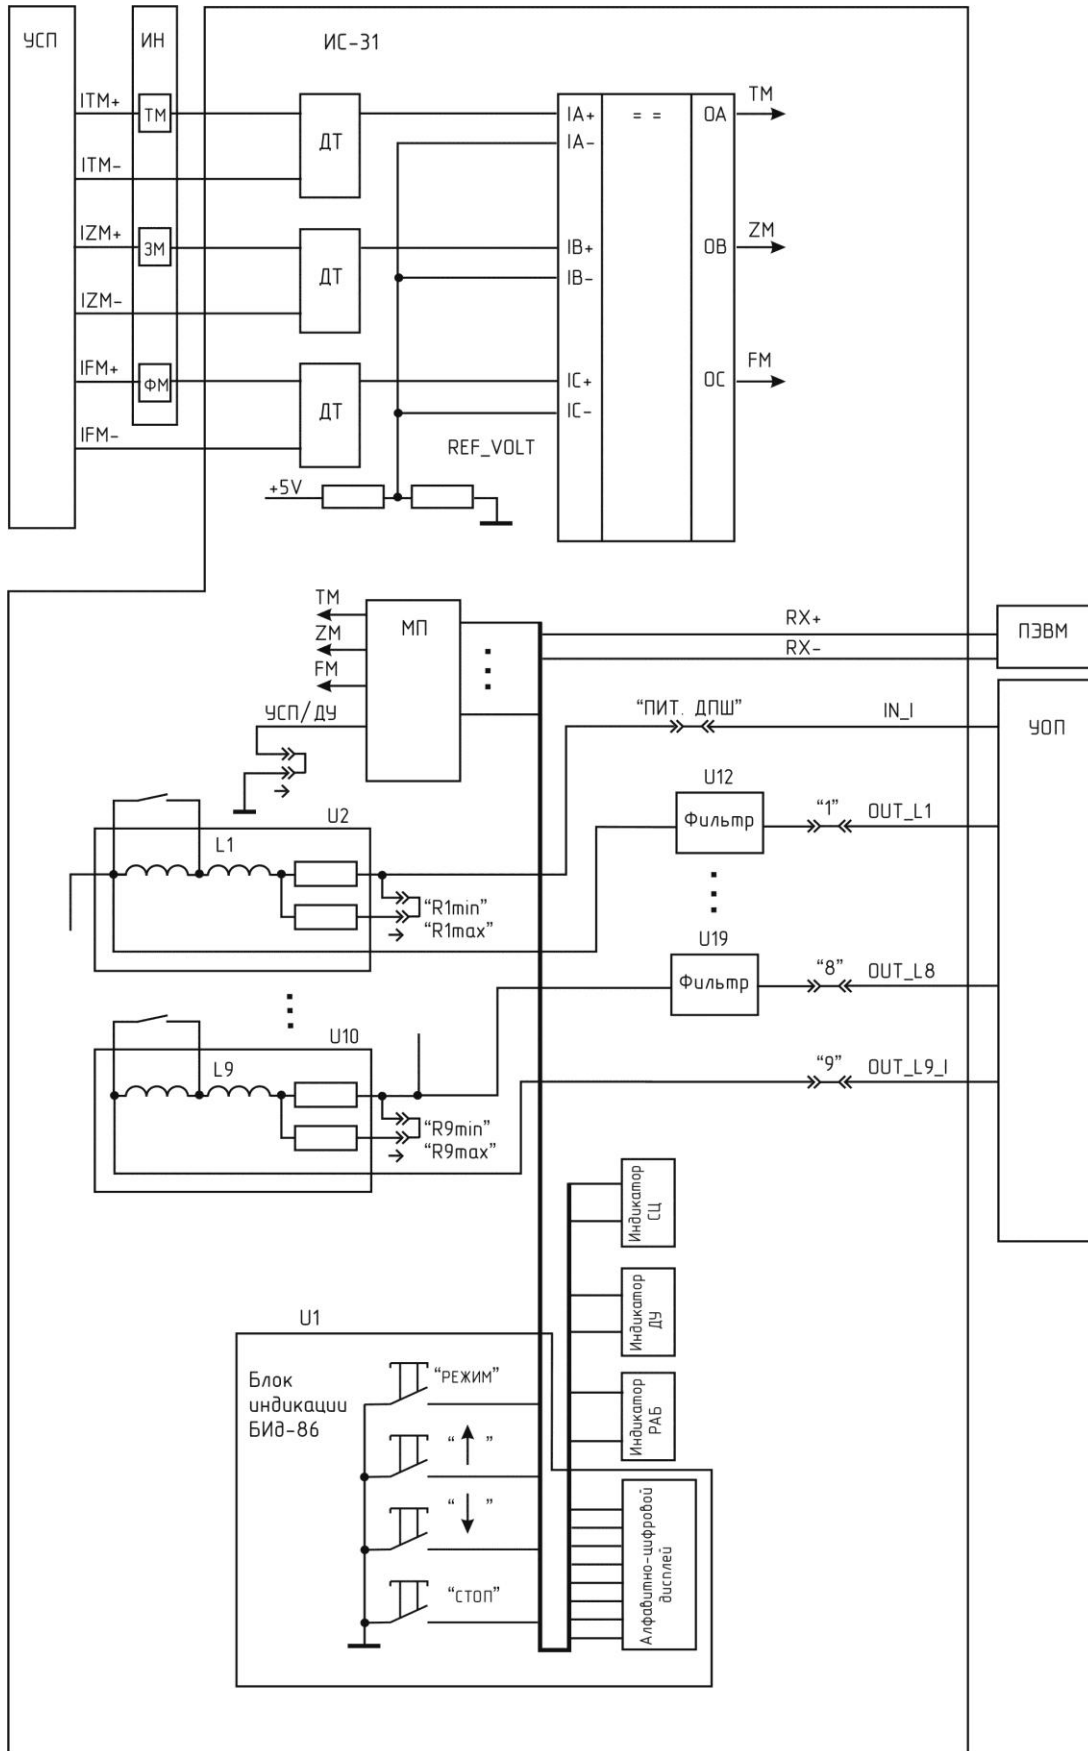 УСП
ИН
ИС-31
ITM+
ТМ
ДТ
IA+
= =
OA
TM
IA-
ITM-
IZM+
ЗМ
ДТ
IB+
OB
ZM
IB-
IZM-
IFM+
ФМ
ДТ
IC+
OC
FM
IC-
IFM-
REF_VOLT
+5V
TM
ZM
FM
МП
УСП/ДУ
RX+
RX-
ПЭВМ
"ПИТ. ДПШ"
IN_I
УОП
U12
Фильтр
"1"
OUT_L1
U2
L1
"R1min"
"R1max"
U19
Фильтр
"8"
OUT_L8
U10
L9
"9"
OUT_L9_I
"R9min"
"R9max"
Индикатор
СЦ
Индикатор
ДУ
Индикатор
РАБ
U1
Блок
индикации
БИд-86
"РЕЖИМ"
"↑"
"↓"
"СТОП"
Алфавитно-цифровой
дисплей